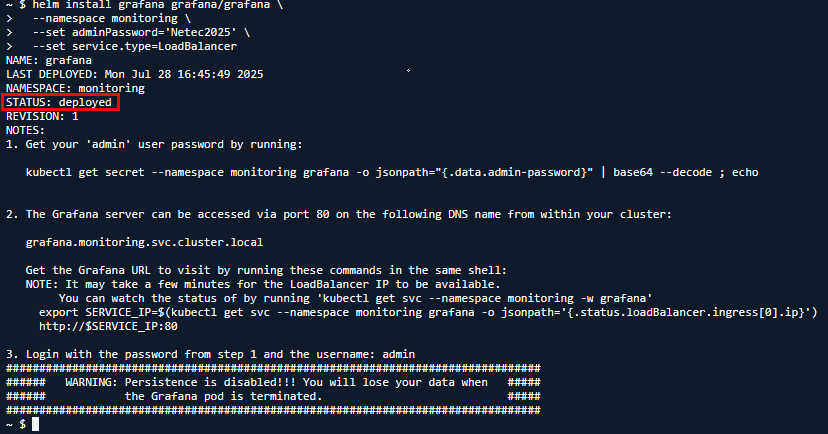 ~ $ helm install grafana grafana/grafana \
>   --namespace monitoring \
>   --set adminPassword='Netec2025' \
>   --set service.type=LoadBalancer
NAME: grafana
LAST DEPLOYED: Mon Jul 28 16:45:49 2025
NAMESPACE: monitoring
STATUS: deployed
REVISION: 1
NOTES:
1. Get your 'admin' user password by running:
kubectl get secret --namespace monitoring grafana -o jsonpath="{.data.admin-password}" | base64 --decode ; echo
2. The Grafana server can be accessed via port 80 on the following DNS name from within your cluster:
grafana.monitoring.svc.cluster.local
Get the Grafana URL to visit by running these commands in the same shell:
NOTE: It may take a few minutes for the LoadBalancer IP to be available.
You can watch the status of by running 'kubectl get svc --namespace monitoring -w grafana'
export SERVICE_IP=$(kubectl get svc --namespace monitoring grafana -o jsonpath='{.status.loadBalancer.ingress[0].ip}')
http://$SERVICE_IP:80
3. Login with the password from step 1 and the username: admin
#################################################################################
######   WARNING: Persistence is disabled!!! You will lose your data when   #####
######            the Grafana pod is terminated.                            #####
#################################################################################
~ $